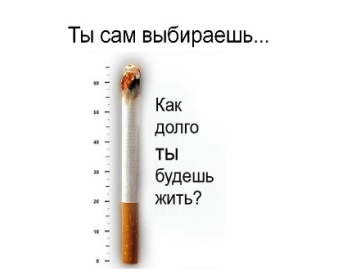 Ты сам выбираешь...
Как
долго
ты
будешь
жить?